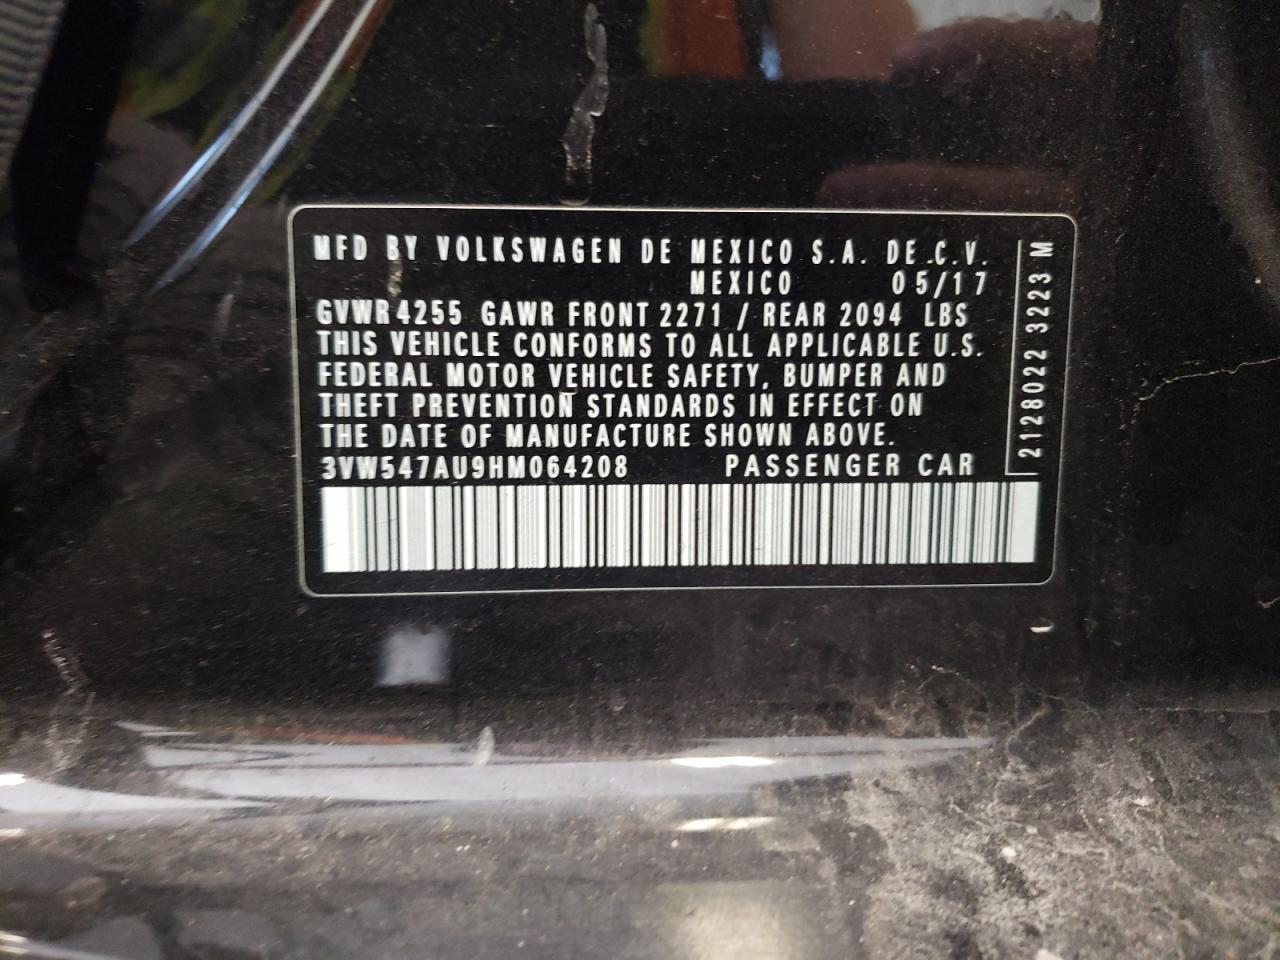 MFD BY VOLKSWAGEN DE MEXICO S.A. DE C.V.
MEXICO 05/17
GVWR 4255 GAWR FRONT 2271 / REAR 2094 LBS
THIS VEHICLE CONFORMS TO ALL APPLICABLE U.S.
FEDERAL MOTOR VEHICLE SAFETY, BUMPER AND
THEFT PREVENTION STANDARDS IN EFFECT ON
THE DATE OF MANUFACTURE SHOWN ABOVE.
3VW547AU9HM064208 PASSENGER CAR
2128022 3223 M